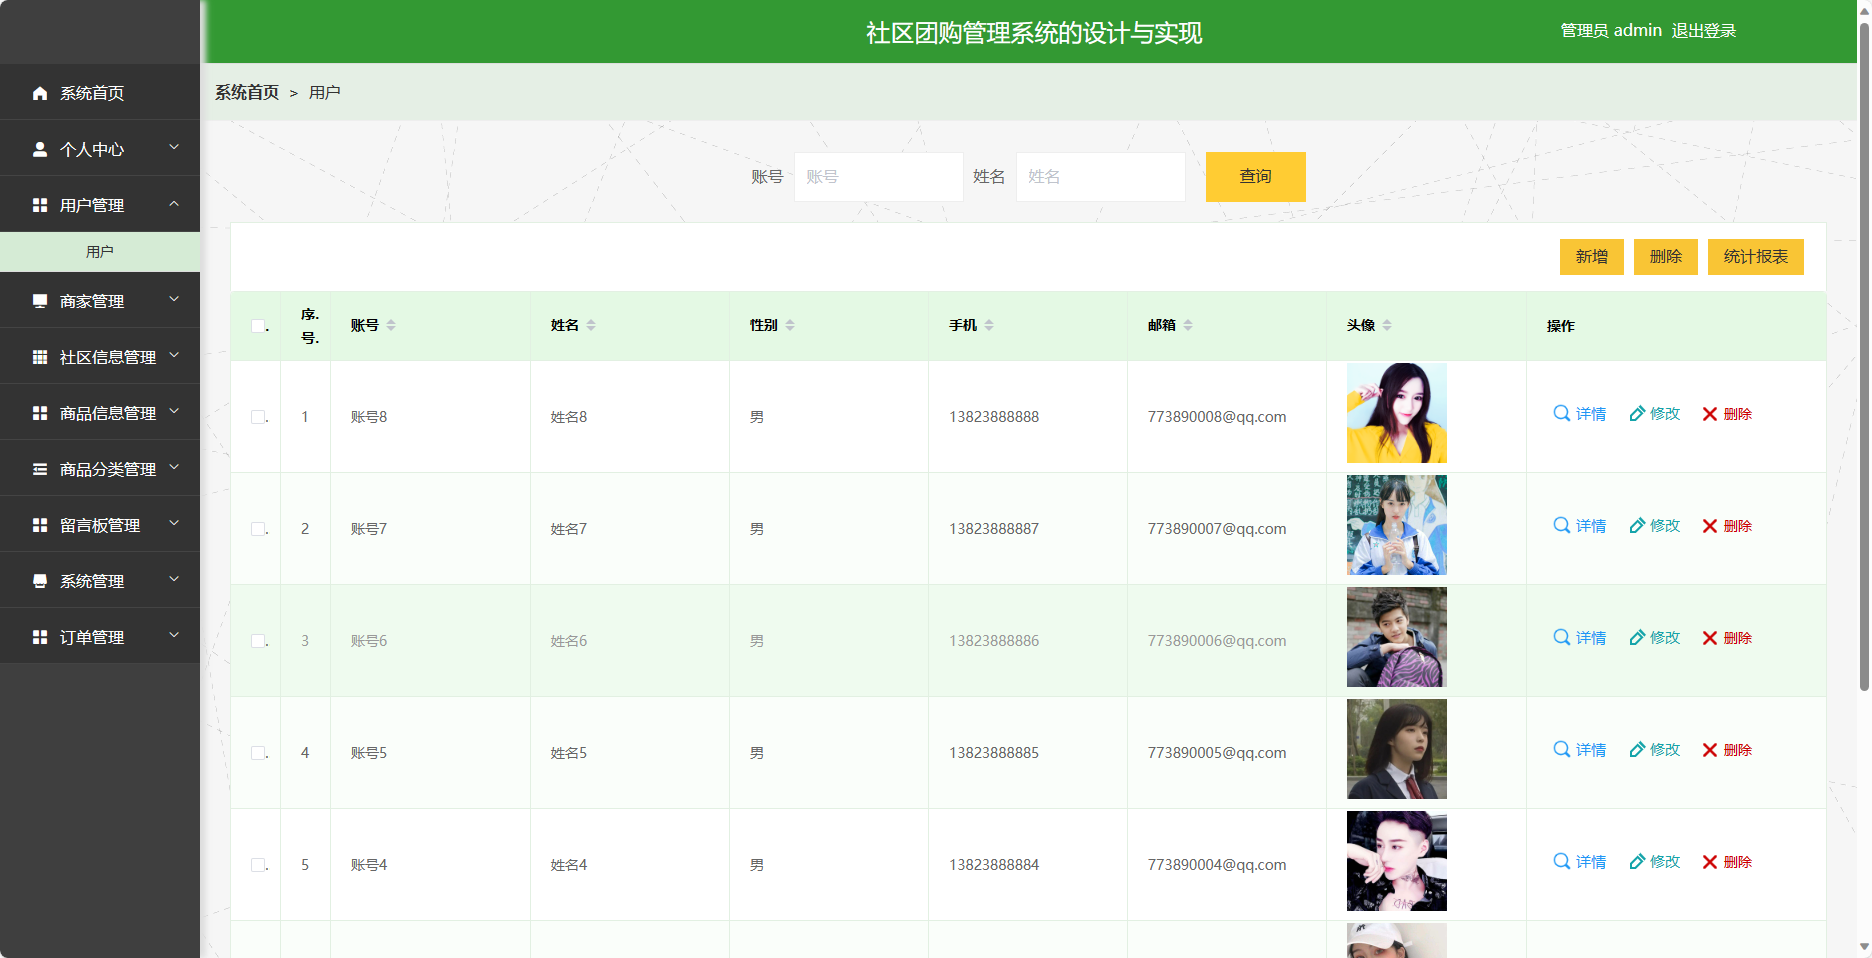 社区团购管理系统的设计与实现
管理员 admin 退出登录
系统首页
个人中心
用户管理
用户
商家管理
社区信息管理
商品信息管理
商品分类管理
留言板管理
系统管理
订单管理
系统首页 > 用户
账号 账号 姓名 姓名 查询
新增 删除 统计报表
序号 账号 姓名 性别 手机 邮箱 头像 操作
1 账号8 姓名8 男 13823888888 773890008@qq.com 详情 修改 删除
2 账号7 姓名7 男 13823888887 773890007@qq.com 详情 修改 删除
3 账号6 姓名6 男 13823888886 773890006@qq.com 详情 修改 删除
4 账号5 姓名5 男 13823888885 773890005@qq.com 详情 修改 删除
5 账号4 姓名4 男 13823888884 773890004@qq.com 详情 修改 删除